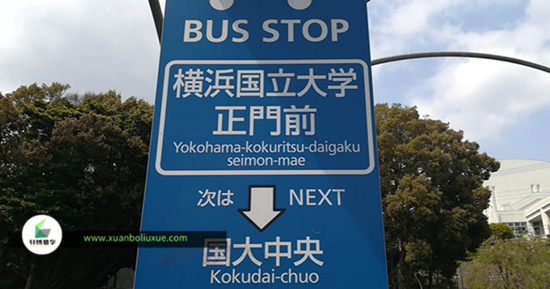 BUS STOP
横浜国立大学
正門前
Yokohama-kokuritsu-daigaku
seimon-mae
次は NEXT
国大中央
Kokudai-chuo
轩博留学
www.xuanboliuxue.com